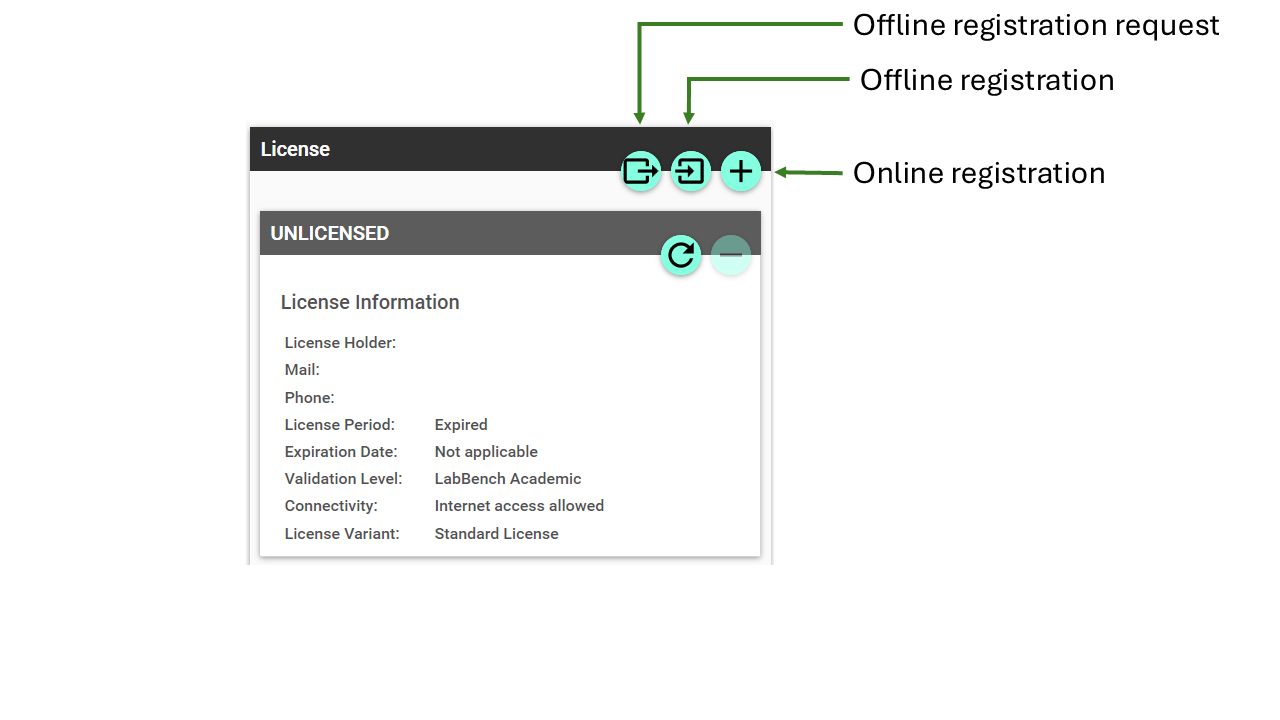 Offline registration request
Offline registration
License
Online registration
UNLICENSED
License Information
License Holder:
Mail:
Phone:
License Period: Expired
Expiration Date: Not applicable
Validation Level: LabBench Academic
Connectivity: Internet access allowed
License Variant: Standard License